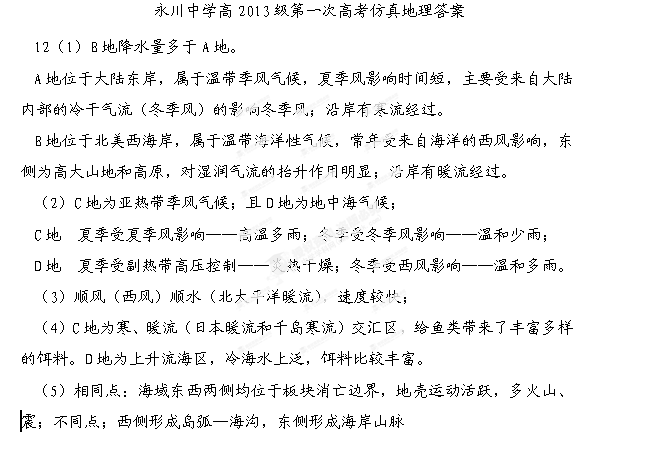 永川中学高2013级第一次高考仿真地理答案
12（1）B地降水量多于A地。
A地位于大陆东岸，属于温带季风气候，夏季风影响时间短，主要受来自大陆
内部的冷干气流（冬季风）的影响冬季风；沿岸有寒流经过。
B地位于北美西海岸，属于温带海洋性气候，常年受来自海洋的西风影响，东
侧为高大山地和高原，对湿润气流的抬升作用明显；沿岸有暖流经过。
（2）C地为亚热带季风气候；且D地为地中海气候；
C地　夏季受夏季风影响——高温多雨；冬季受冬季风影响——温和少雨；
D地　夏季受副热带高压控制——炎热干燥；冬季受西风影响——温和多雨。
（3）顺风（西风）顺水（北太平洋暖流），速度较快；
（4）C地为寒、暖流（日本暖流和千岛寒流）交汇区，给鱼类带来了丰富多样
的饵料。D地为上升流海区，冷海水上泛，饵料比较丰富。
（5）相同点：海域东西两侧均位于板块消亡边界，地壳运动活跃，多火山、
震；不同点；西侧形成岛弧—海沟，东侧形成海岸山脉